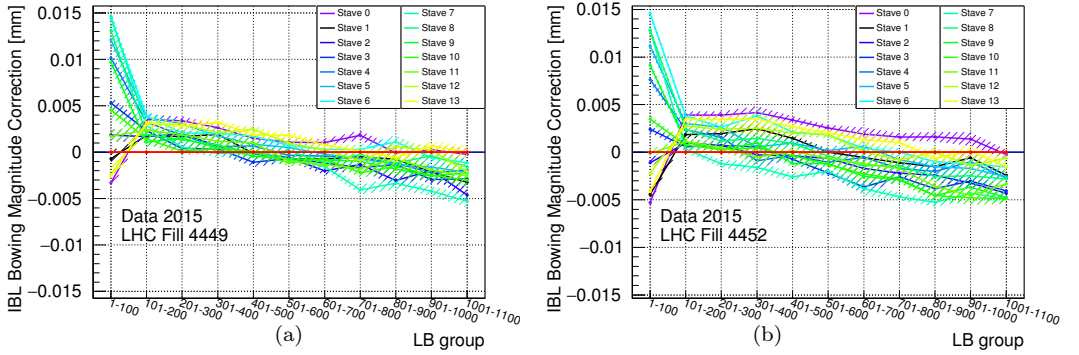 IBL Bowing Magnitude Correction [mm]
0.015
0.01
0.005
0
−0.005
−0.01
−0.015
Stave 0
Stave 1
Stave 2
Stave 3
Stave 4
Stave 5
Stave 6
Stave 7
Stave 8
Stave 9
Stave 10
Stave 11
Stave 12
Stave 13
Data 2015
LHC Fill 4449
1-100
101-200
201-300
301-400
401-500
501-600
601-700
701-800
801-900
901-1000
1001-1100
LB group
(a)
IBL Bowing Magnitude Correction [mm]
0.015
0.01
0.005
0
−0.005
−0.01
−0.015
Stave 0
Stave 1
Stave 2
Stave 3
Stave 4
Stave 5
Stave 6
Stave 7
Stave 8
Stave 9
Stave 10
Stave 11
Stave 12
Stave 13
Data 2015
LHC Fill 4452
1-100
101-200
201-300
301-400
401-500
501-600
601-700
701-800
801-900
901-1000
1001-1100
LB group
(b)